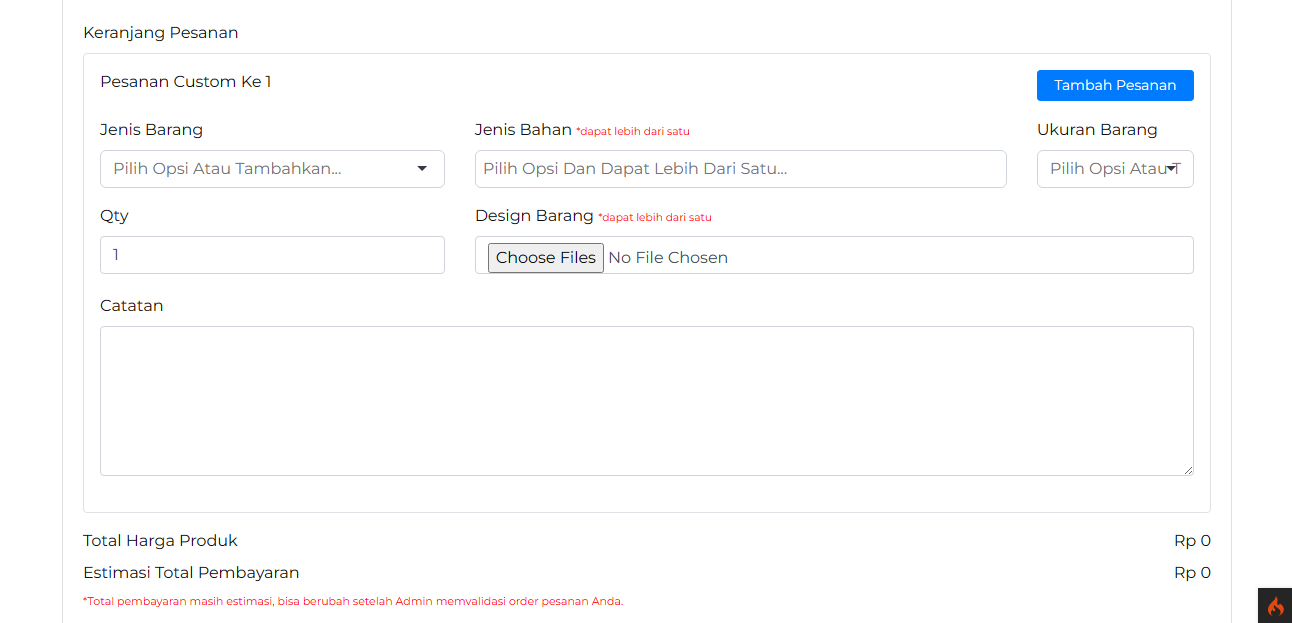 Keranjang Pesanan
Pesanan Custom Ke 1
Tambah Pesanan
Jenis Barang
Jenis Bahan *dapat lebih dari satu
Ukuran Barang
Pilih Opsi Atau Tambahkan...
Pilih Opsi Dan Dapat Lebih Dari Satu...
Pilih Opsi Atau T
Qty
Design Barang *dapat lebih dari satu
1
Choose Files No File Chosen
Catatan
Total Harga Produk
Rp 0
Estimasi Total Pembayaran
Rp 0
*Total pembayaran masih estimasi, bisa berubah setelah Admin memvalidasi order pesanan Anda.